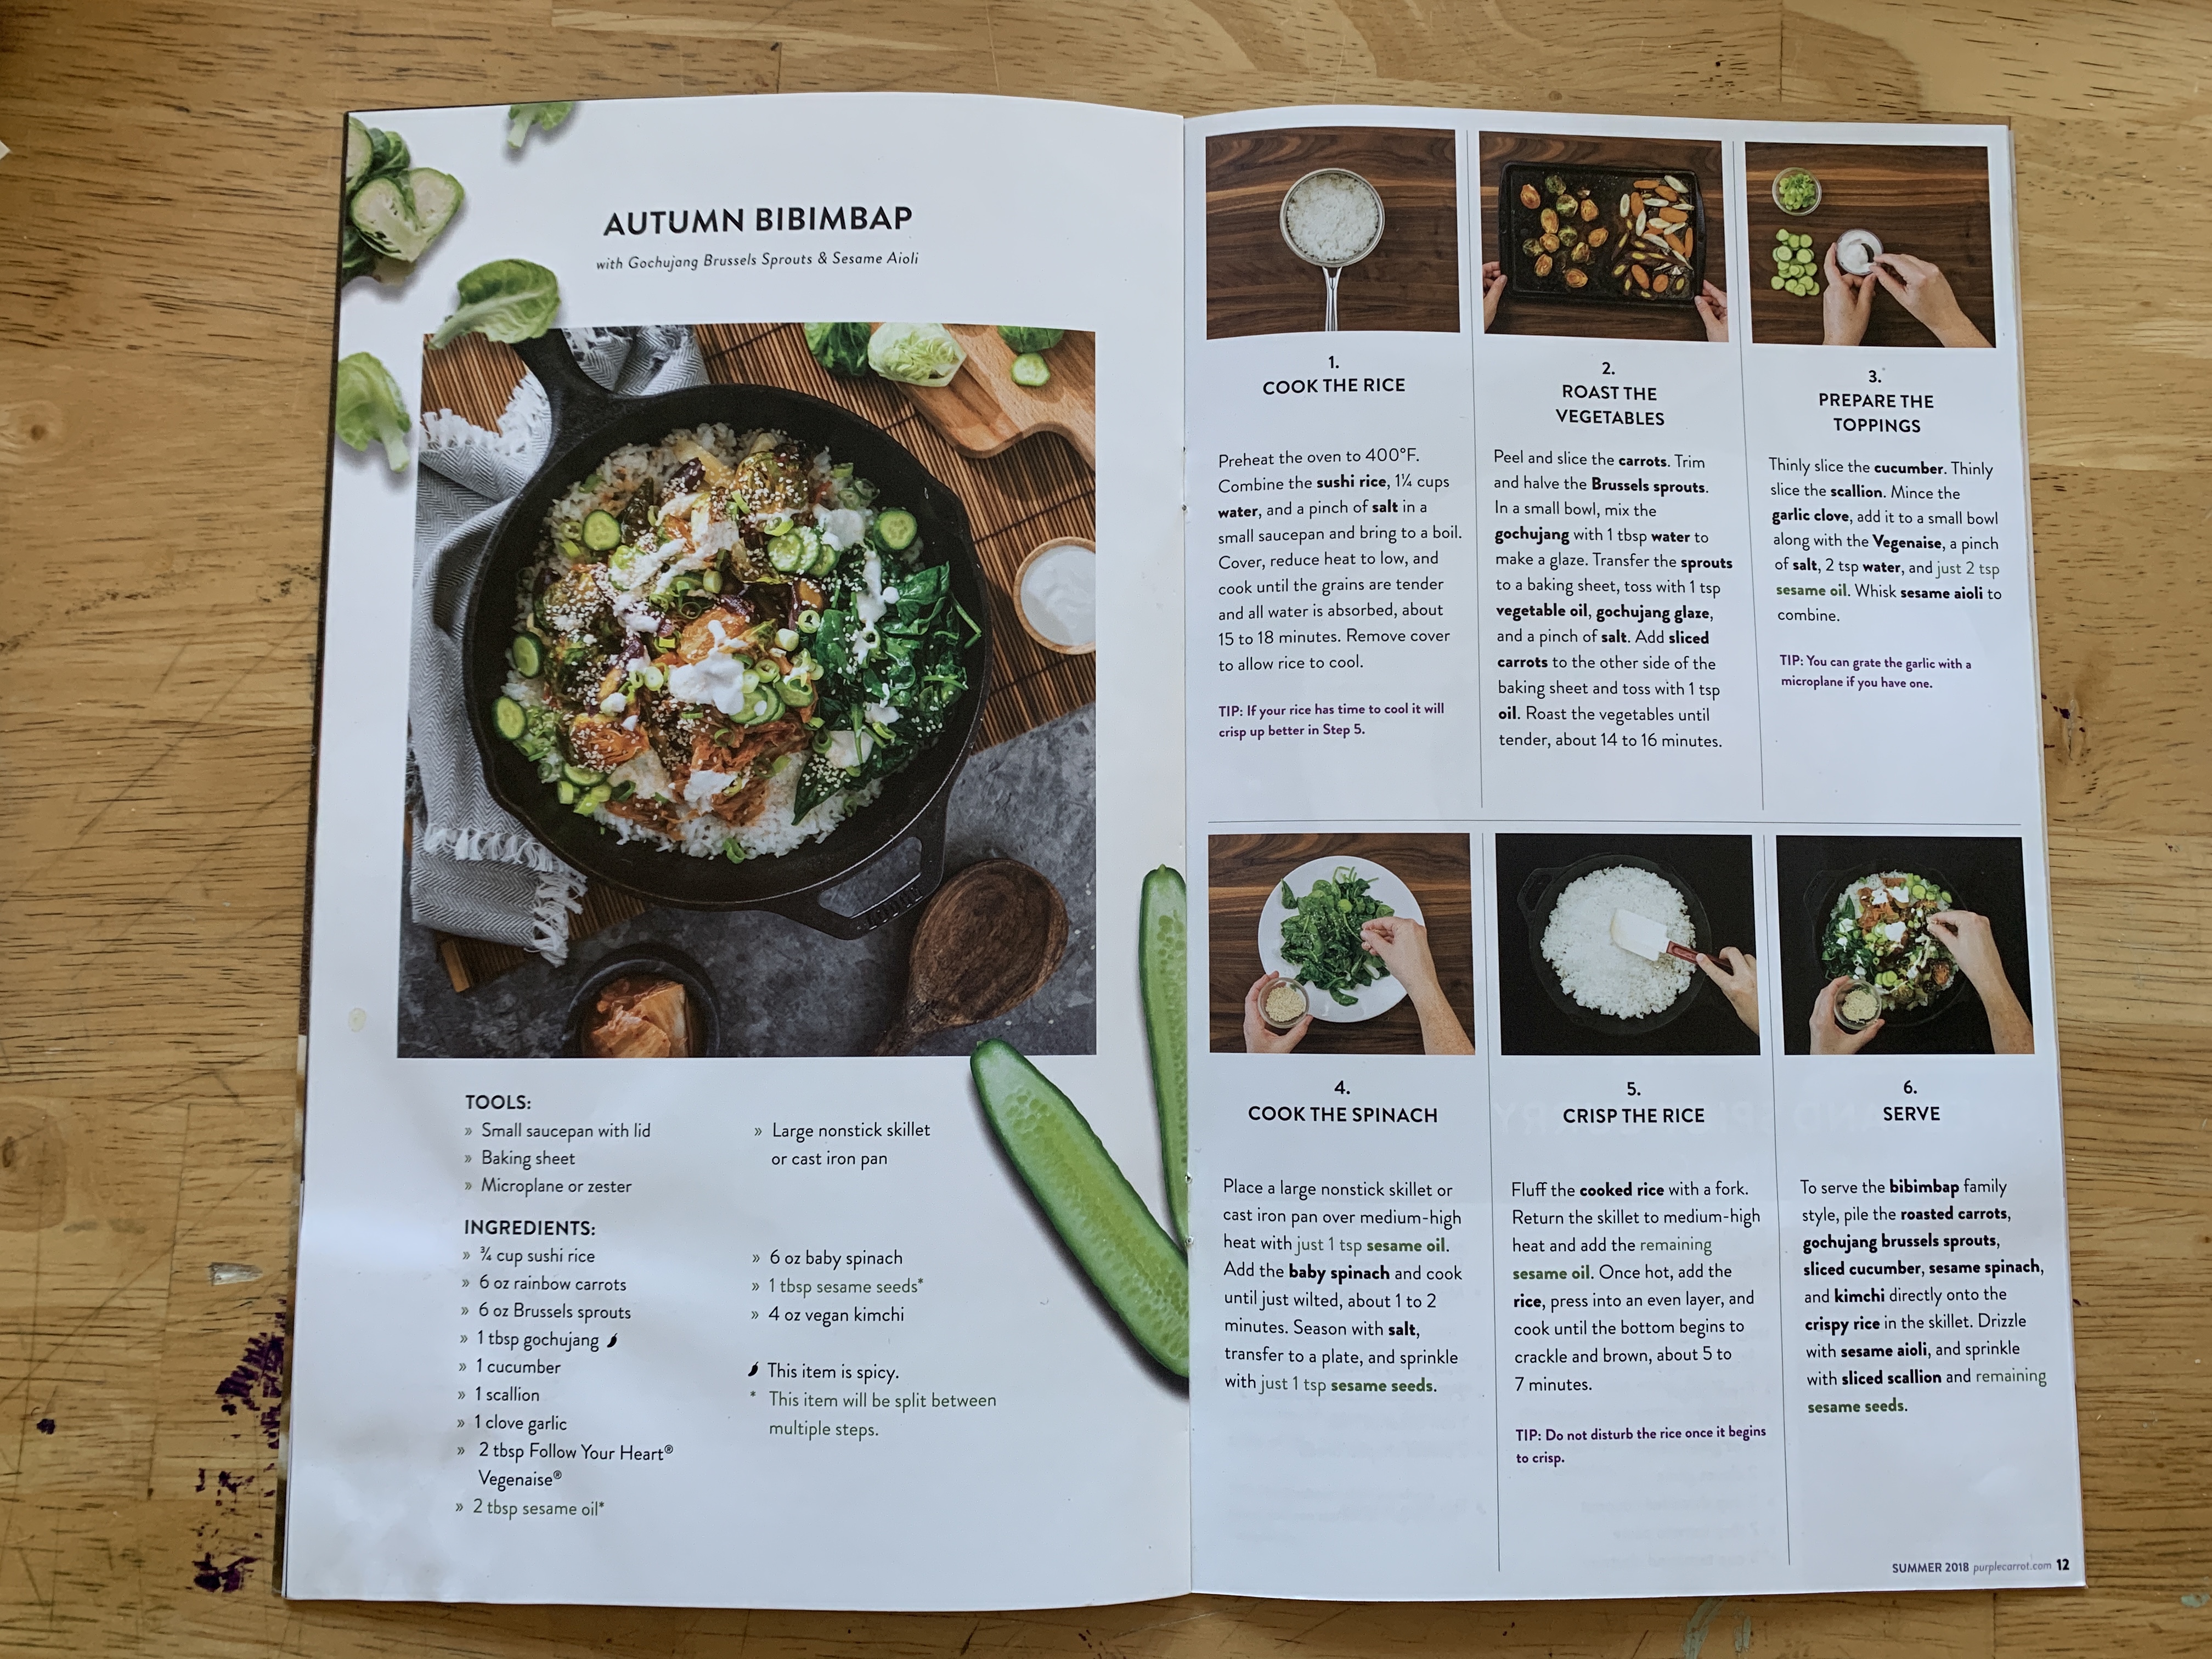 AUTUMN BIBIMBAP
with Gochujang Brussels Sprouts & Sesame Aioli
LODGE
TOOLS:
» Small saucepan with lid
» Baking sheet
» Microplane or zester
» Large nonstick skillet
or cast iron pan
INGREDIENTS:
» ¾ cup sushi rice
» 6 oz rainbow carrots
» 6 oz Brussels sprouts
» 1 tbsp gochujang
» 1 cucumber
» 1 scallion
» 1 clove garlic
» 2 tbsp Follow Your Heart®
Vegenaise®
» 2 tbsp sesame oil*
» 6 oz baby spinach
» 1 tbsp sesame seeds*
» 4 oz vegan kimchi
This item is spicy.
* This item will be split between
multiple steps.
1.
COOK THE RICE
Preheat the oven to 400°F.
Combine the sushi rice, 1¼ cups
water, and a pinch of salt in a
small saucepan and bring to a boil.
Cover, reduce heat to low, and
cook until the grains are tender
and all water is absorbed, about
15 to 18 minutes. Remove cover
to allow rice to cool.
TIP: If your rice has time to cool it will
crisp up better in Step 5.
2.
ROAST THE
VEGETABLES
Peel and slice the carrots. Trim
and halve the Brussels sprouts.
In a small bowl, mix the
gochujang with 1 tbsp water to
make a glaze. Transfer the sprouts
to a baking sheet, toss with 1 tsp
vegetable oil, gochujang glaze,
and a pinch of salt. Add sliced
carrots to the other side of the
baking sheet and toss with 1 tsp
oil. Roast the vegetables until
tender, about 14 to 16 minutes.
3.
PREPARE THE
TOPPINGS
Thinly slice the cucumber. Thinly
slice the scallion. Mince the
garlic clove, add it to a small bowl
along with the Vegenaise, a pinch
of salt, 2 tsp water, and just 2 tsp
sesame oil. Whisk sesame aioli to
combine.
TIP: You can grate the garlic with a
microplane if you have one.
4.
COOK THE SPINACH
Place a large nonstick skillet or
cast iron pan over medium-high
heat with just 1 tsp sesame oil.
Add the baby spinach and cook
until just wilted, about 1 to 2
minutes. Season with salt,
transfer to a plate, and sprinkle
with just 1 tsp sesame seeds.
5.
CRISP THE RICE
Fluff the cooked rice with a fork.
Return the skillet to medium-high
heat and add the remaining
sesame oil. Once hot, add the
rice, press into an even layer, and
cook until the bottom begins to
crackle and brown, about 5 to
7 minutes.
TIP: Do not disturb the rice once it begins
to crisp.
6.
SERVE
To serve the bibimbap family
style, pile the roasted carrots,
gochujang brussels sprouts,
sliced cucumber, sesame spinach,
and kimchi directly onto the
crispy rice in the skillet. Drizzle
with sesame aioli, and sprinkle
with sliced scallion and remaining
sesame seeds.
SUMMER 2018 purplecarrot.com 12